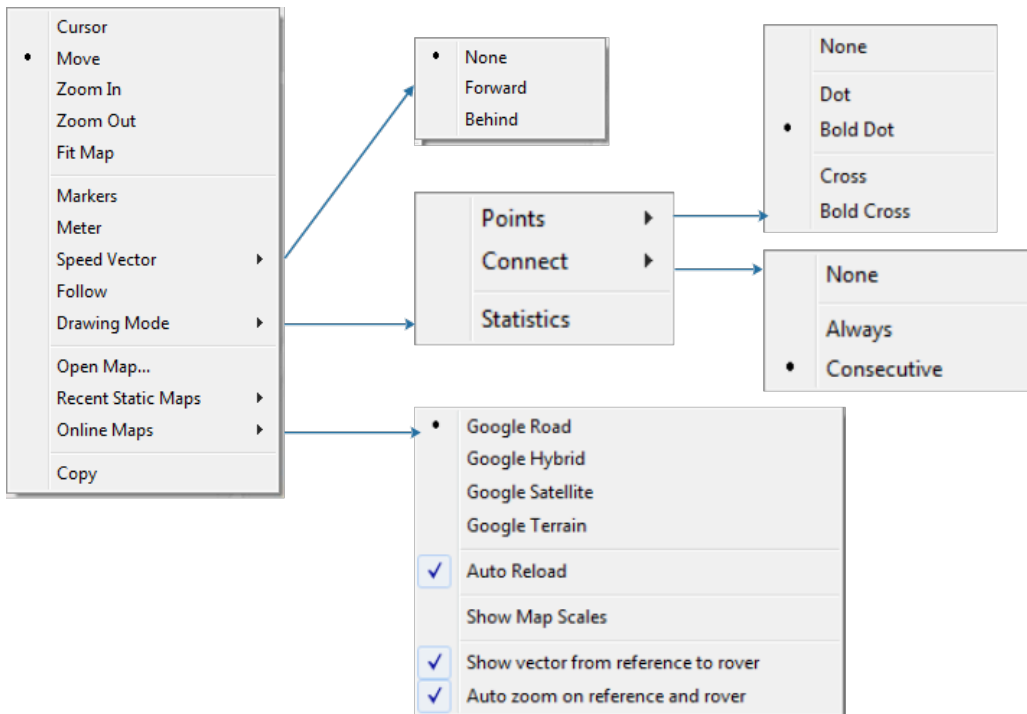 Cursor
Move
Zoom In
Zoom Out
Fit Map
Markers
Meter
Speed Vector
Follow
Drawing Mode
Open Map...
Recent Static Maps
Online Maps
Copy
None
Forward
Behind
Points
Connect
Statistics
None
Dot
Bold Dot
Cross
Bold Cross
None
Always
Consecutive
Google Road
Google Hybrid
Google Satellite
Google Terrain
Auto Reload
Show Map Scales
Show vector from reference to rover
Auto zoom on reference and rover